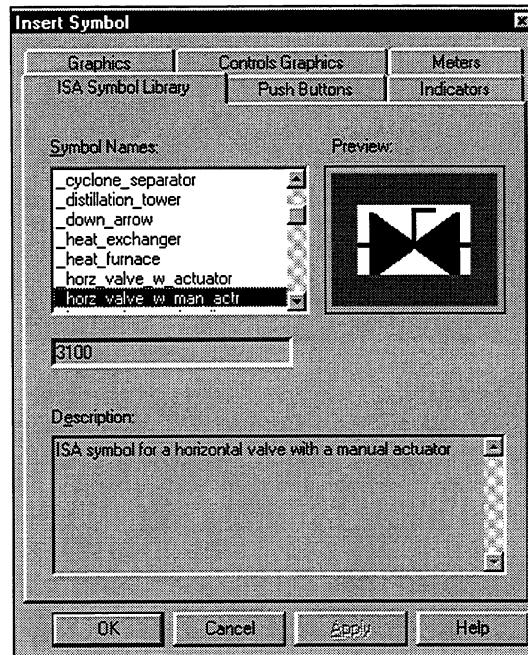 Insert Symbol
Graphics Controls Graphics Meters
ISA Symbol Library Push Buttons Indicators
Symbol Names: Preview:
_cyclone_separator
_distillation_tower
_down_arrow
_heat_exchanger
_heat_furnace
_horz_valve_w_actuator
_horz_valve_w_man_actr
3100
Description:
ISA symbol for a horizontal valve with a manual actuator
OK Cancel Apply Help